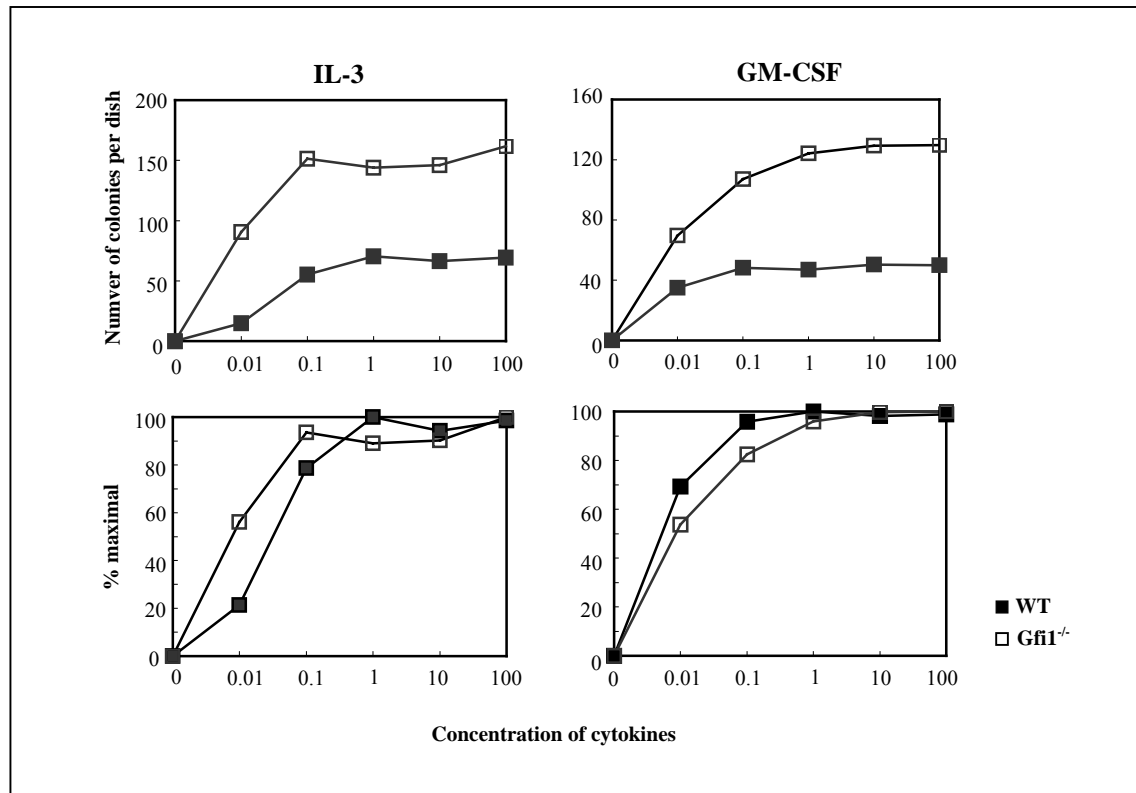 IL-3
GM-CSF
Numver of colonies per dish
200
150
100
50
0
0 0.01 0.1 1 10 100
160
120
80
40
0
0 0.01 0.1 1 10 100
% maximal
100
80
60
40
20
0
0 0.01 0.1 1 10 100
100
80
60
40
20
0
0 0.01 0.1 1 10 100
WT
Gfi1-/-
Concentration of cytokines